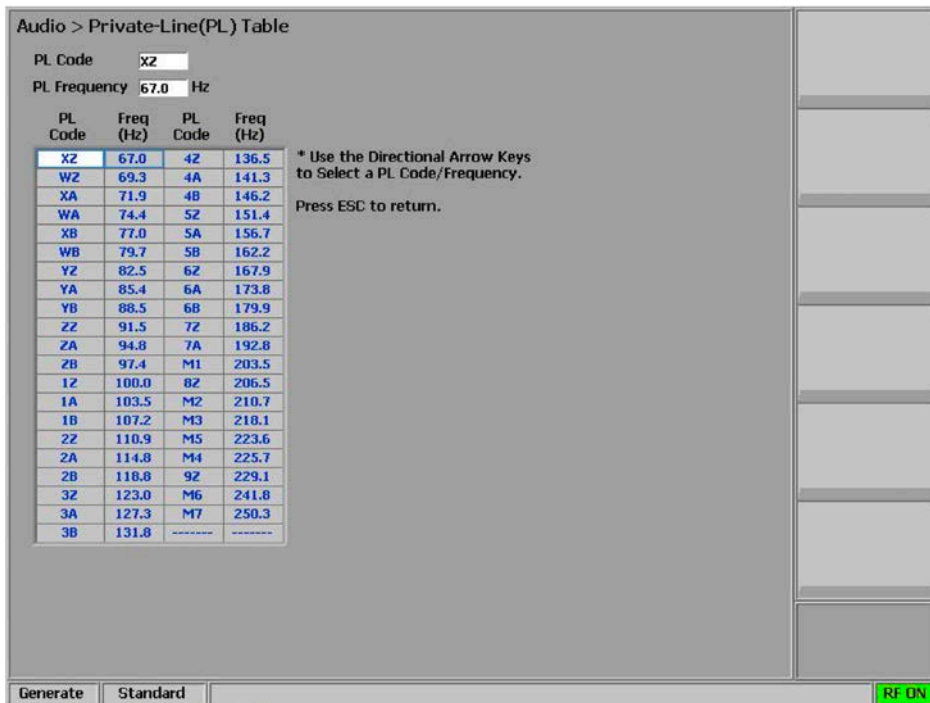 Audio > Private-Line(PL) Table
PL Code XZ
PL Frequency 67.0 Hz
PL Code Freq (Hz) PL Code Freq (Hz)
XZ 67.0 4Z 136.5
WZ 69.3 4A 141.3
XA 71.9 4B 146.2
WA 74.4 5Z 151.4
XB 77.0 5A 156.7
WB 79.7 5B 162.2
YZ 82.5 6Z 167.9
YA 85.4 6A 173.8
YB 88.5 6B 179.9
ZZ 91.5 7Z 186.2
ZA 94.8 7A 192.8
ZB 97.4 M1 203.5
1Z 100.0 8Z 206.5
1A 103.5 M2 210.7
1B 107.2 M3 218.1
2Z 110.9 M5 223.6
2A 114.8 M4 225.7
2B 118.8 9Z 229.1
3Z 123.0 M6 241.8
3A 127.3 M7 250.3
3B 131.8 ------- -------
* Use the Directional Arrow Keys
to Select a PL Code/Frequency.
Press ESC to return.
Generate Standard RF ON